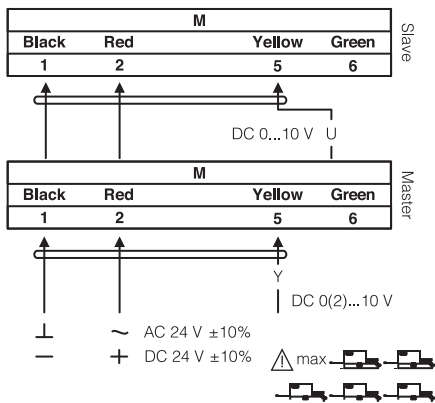 M
Black Red Yellow Green
1 2 5 6
Slave
DC 0...10 V U
M
Black Red Yellow Green
1 2 5 6
Master
Y
DC 0(2)...10 V
⊥ ~ AC 24 V ±10%
− + DC 24 V ±10%
⚠ max.